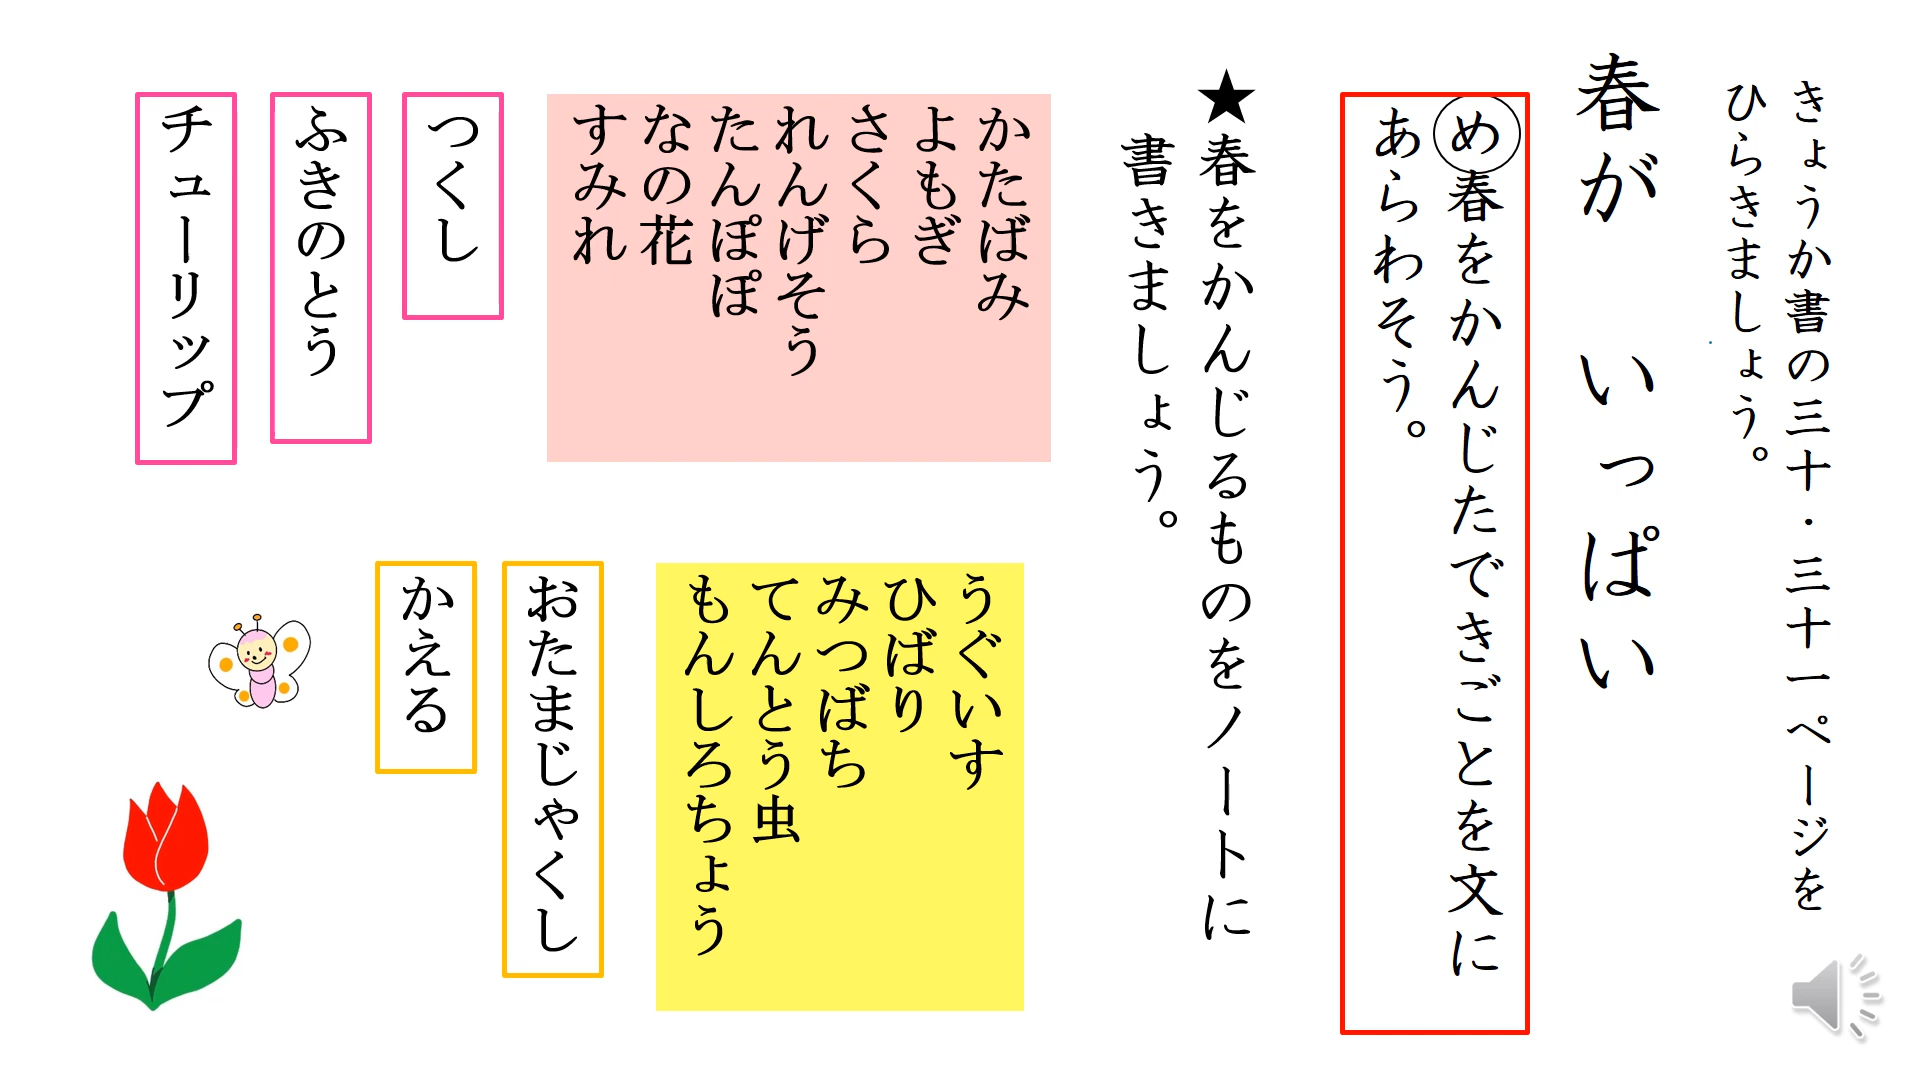 きょうか書の三十・三十一ページを
ひらきましょう。
春が　いっぱい
め春をかんじたできごとを文に
あらわそう。
★春をかんじるものをノートに
書きましょう。
かたばみ
よもぎ
さくら
れんげそう
たんぽぽ
なの花
すみれ
つくし
ふきのとう
チューリップ
うぐいす
ひばり
みつばち
てんとう虫
もんしろちょう
おたまじゃくし
かえる